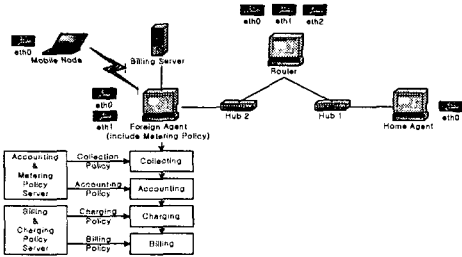 eth0 eth1 eth2
eth0
Mobile Node
Billing Server
Router
eth0
eth1
Foreign Agent
(include Metering Policy)
Hub 2
Hub 1
Home Agent
eth0
Accounting
&
Metering
Policy
Server
Collection
Policy
Collecting
Accounting
Policy
Accounting
Billing
&
Charging
Policy
Server
Charging
Policy
Charging
Billing
Policy
Billing